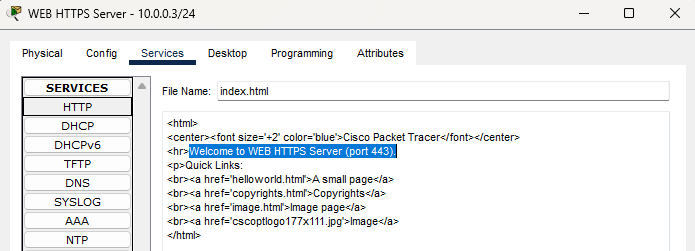 WEB HTTPS Server - 10.0.0.3/24
Physical Config Services Desktop Programming Attributes
SERVICES
HTTP
DHCP
DHCPv6
TFTP
DNS
SYSLOG
AAA
NTP
File Name: index.html
<html>
<center><font size='+2' color='blue'>Cisco Packet Tracer</font></center>
<hr>Welcome to WEB HTTPS Server (port 443).
<p>Quick Links:
<br><a href='helloworld.html'>A small page</a>
<br><a href='copyrights.html'>Copyrights</a>
<br><a href='image.html'>Image page</a>
<br><a href='cscoptlogo177x111.jpg'>Image</a>
</html>